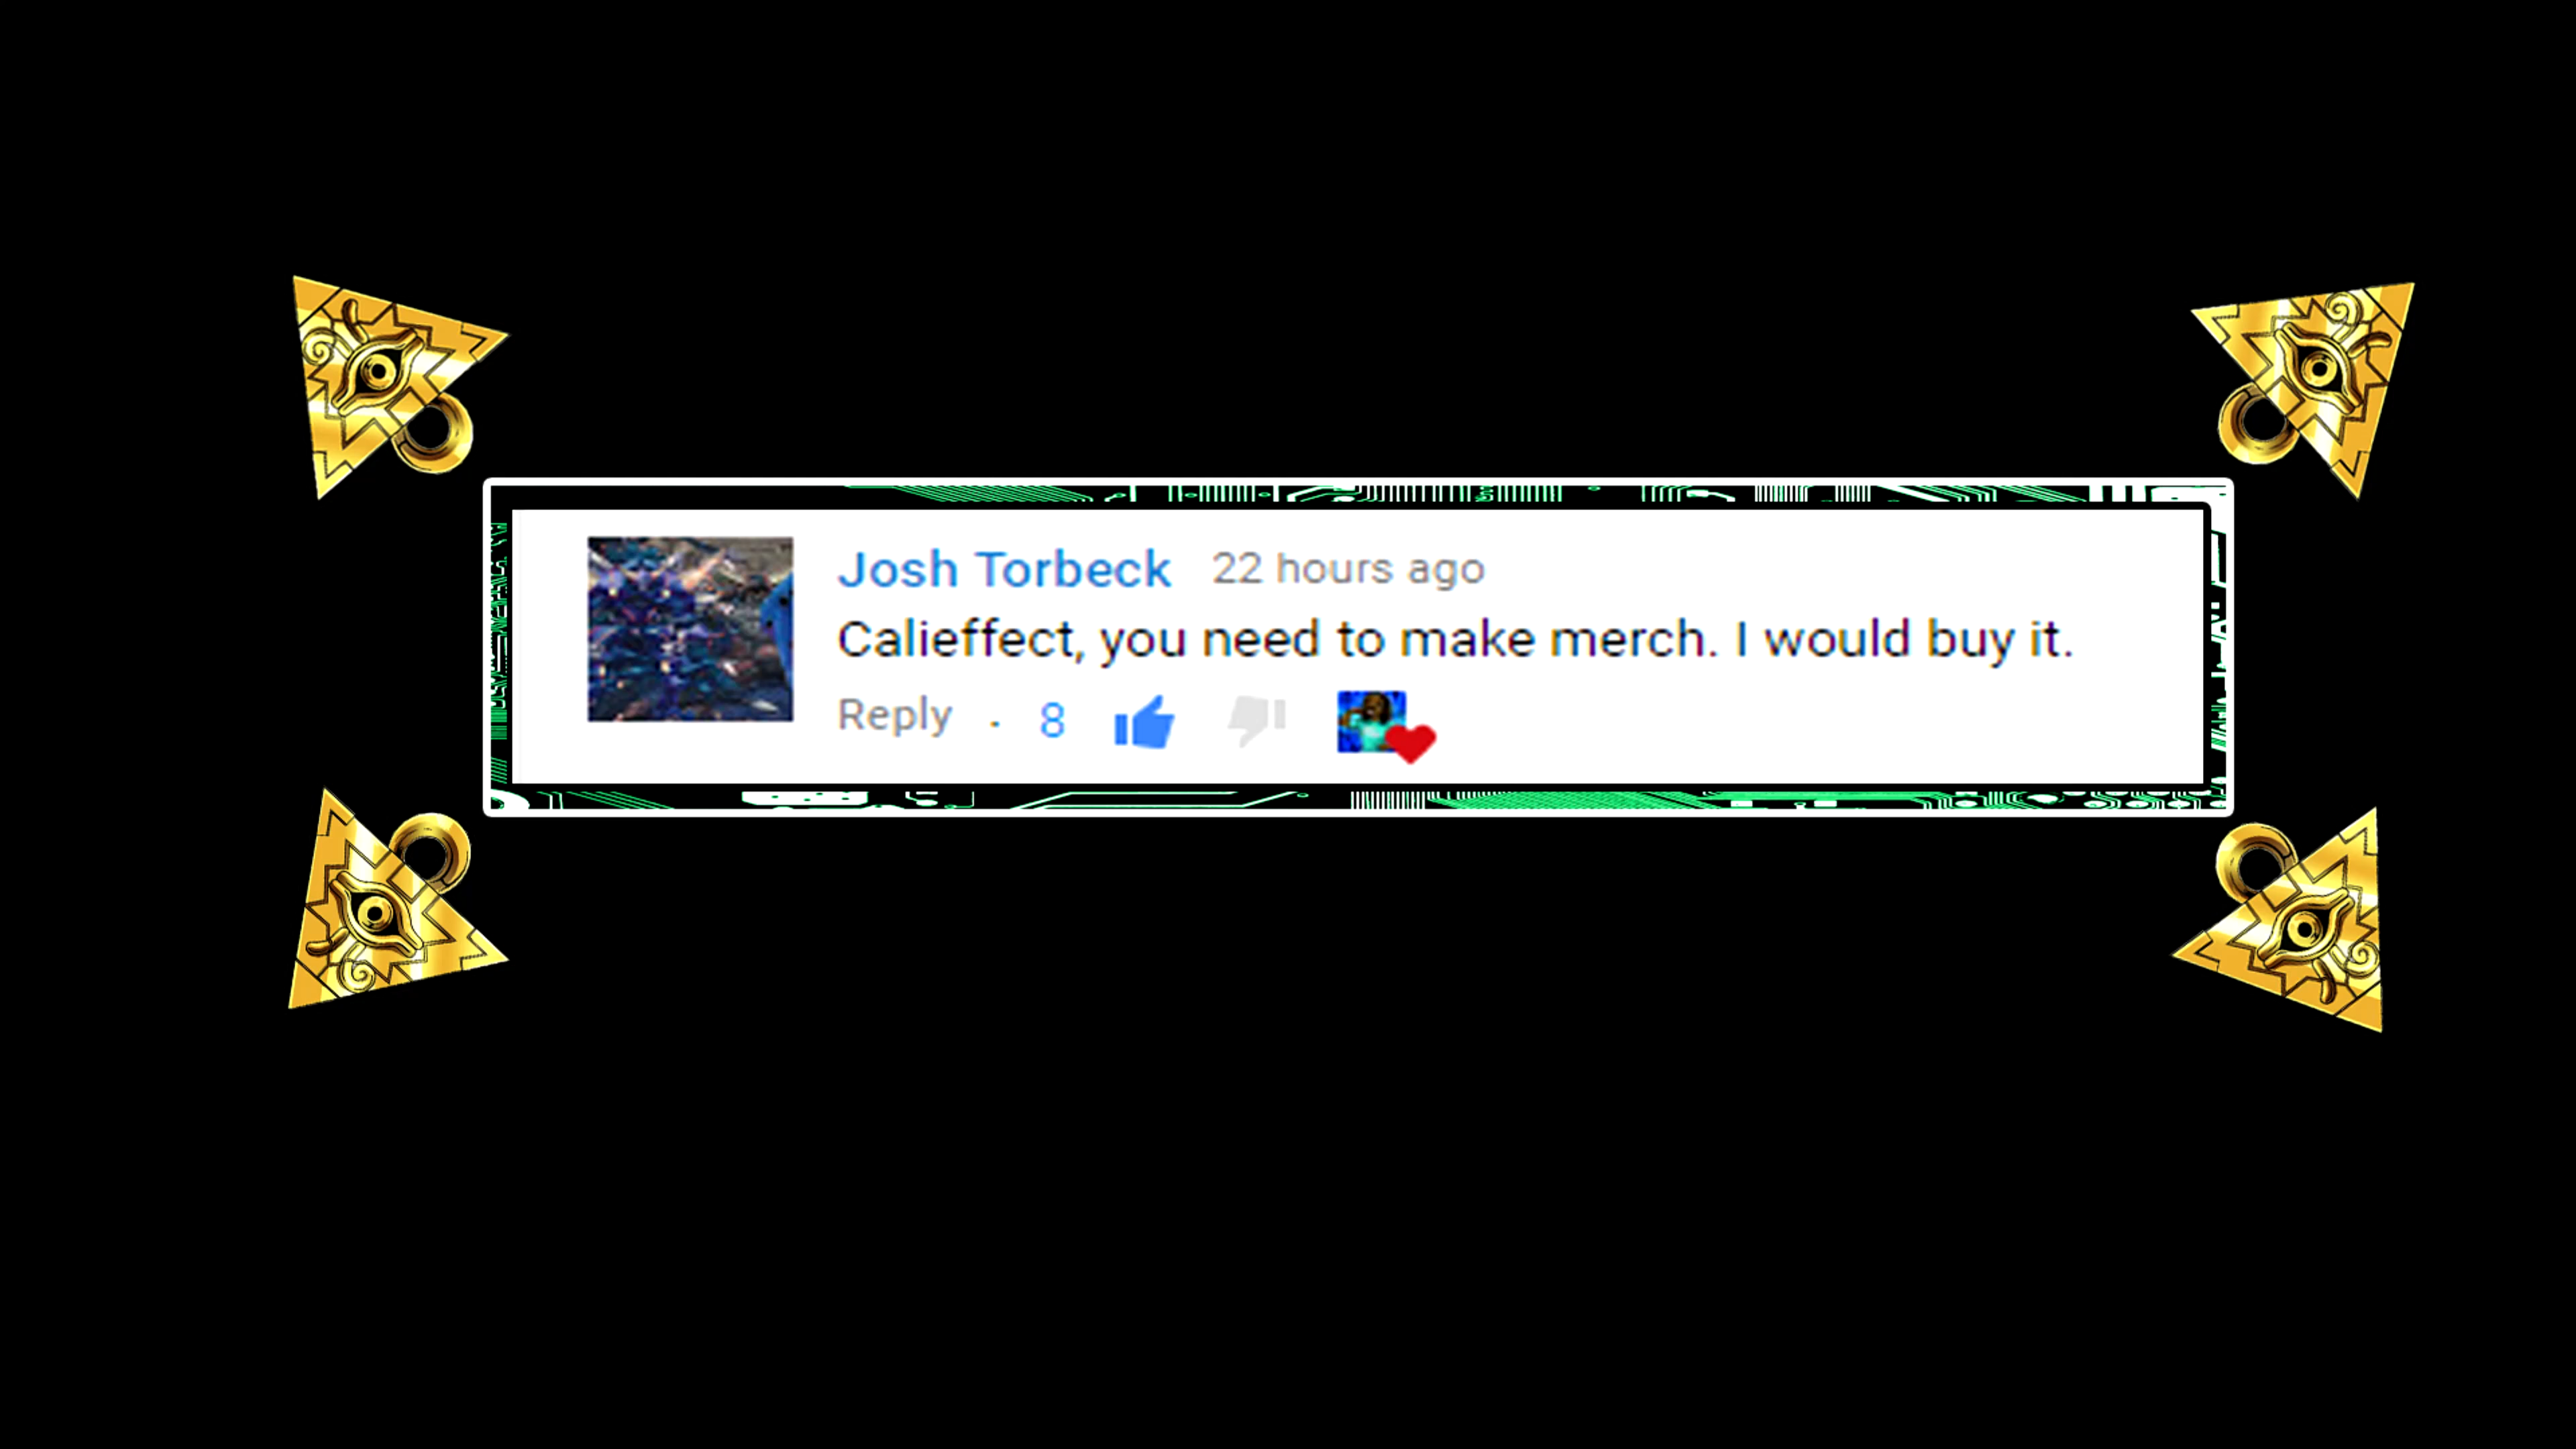 Josh Torbeck 22 hours ago
Calieffect, you need to make merch. I would buy it.
Reply · 8